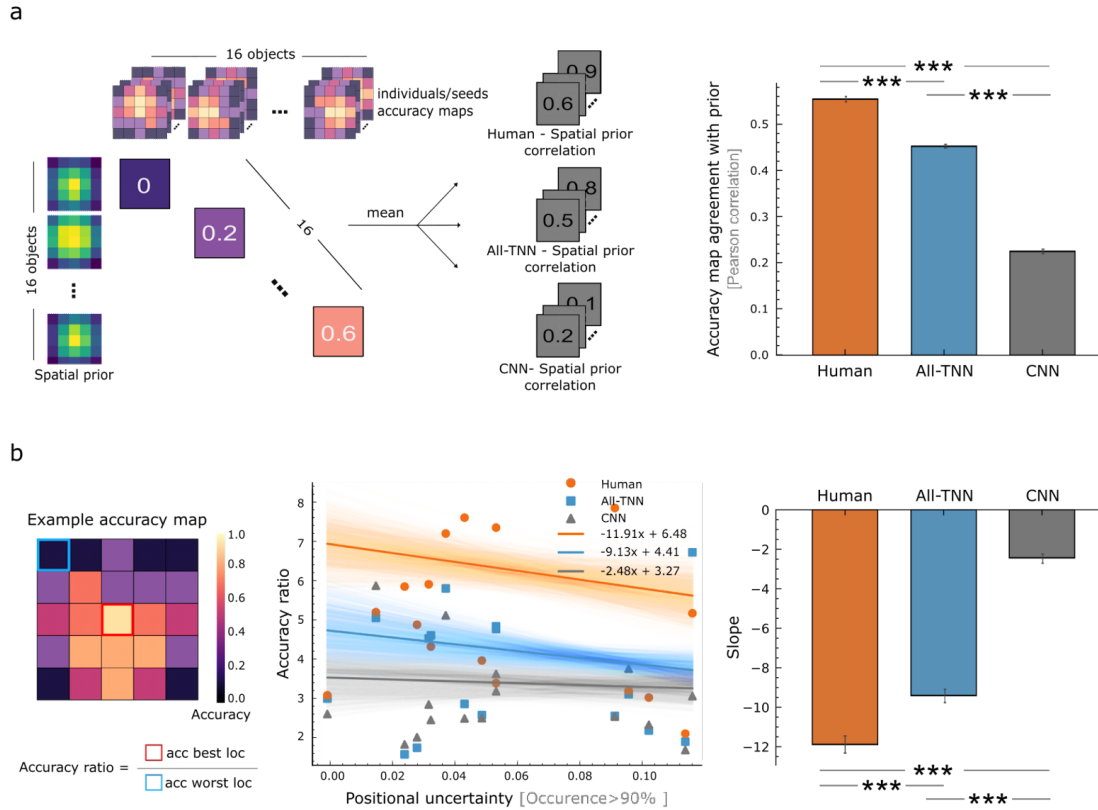 a
16 objects
individuals/seeds
accuracy maps
...
0.9
0.6
Human - Spatial prior
correlation
16 objects
0
0.2
16
0.6
mean
0.8
0.5
All-TNN - Spatial prior
correlation
0.1
0.2
CNN- Spatial prior
correlation
Spatial prior
Accuracy map agreement with prior
[Pearson correlation]
0.5
0.4
0.3
0.2
0.1
0.0
***
***
***
Human
All-TNN
CNN
b
Example accuracy map
1.0
0.8
0.6
0.4
0.2
0.0
Accuracy
Accuracy ratio =
acc best loc
acc worst loc
Accuracy ratio
8
7
6
5
4
3
2
Human
All-TNN
CNN
-11.91x + 6.48
-9.13x + 4.41
-2.48x + 3.27
0.00
0.02
0.04
0.06
0.08
0.10
Positional uncertainty [Occurence>90% ]
Human
All-TNN
CNN
Slope
0
−2
−4
−6
−8
−10
−12
***
***
***